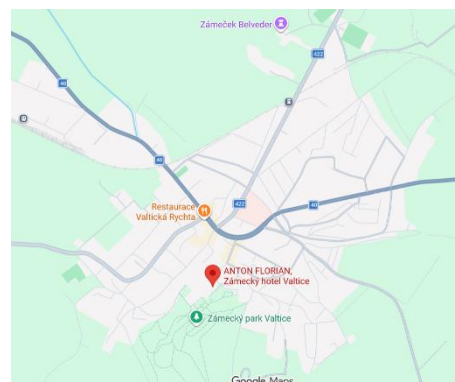 Zámeček Belveder
422
40
40
Restaurace
Valtická Rychta
422
40
40
ANTON FLORIAN,
Zámecký hotel Valtice
Zámecký park Valtice
Google Maps